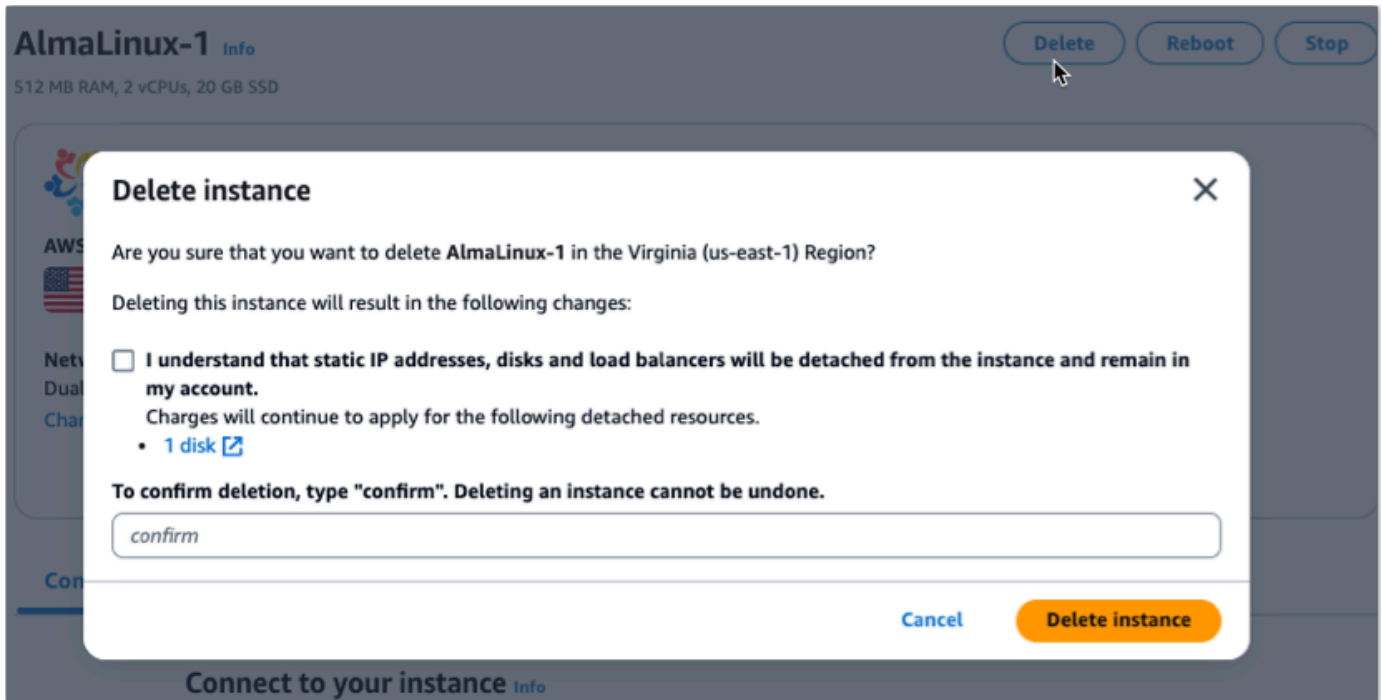 AlmaLinux-1 Info
Delete
Reboot
Stop
512 MB RAM, 2 vCPUs, 20 GB SSD
Delete instance
Are you sure that you want to delete AlmaLinux-1 in the Virginia (us-east-1) Region?
AWS
Deleting this instance will result in the following changes:
I understand that static IP addresses, disks and load balancers will be detached from the instance and remain in
my account.
Charges will continue to apply for the following detached resources.
• 1 disk
To confirm deletion, type "confirm". Deleting an instance cannot be undone.
confirm
Cancel
Delete instance
Connect to your instance Info